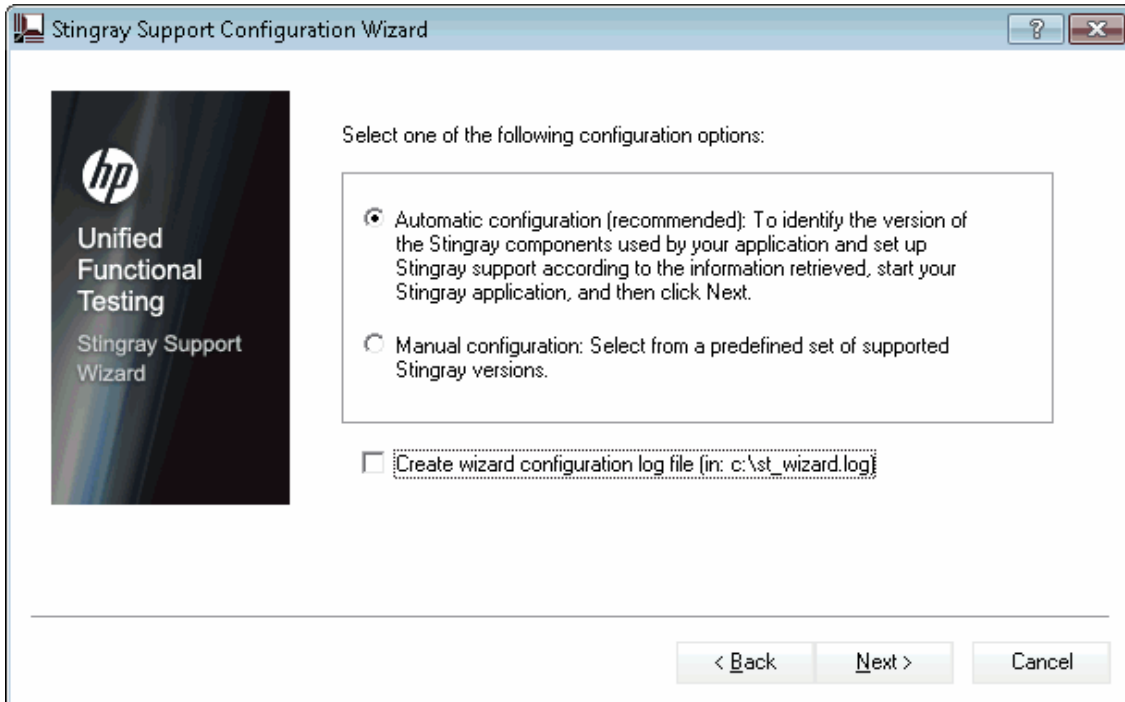 Stingray Support Configuration Wizard
?
hp
Unified
Functional
Testing
Stingray Support
Wizard
Select one of the following configuration options:
Automatic configuration (recommended): To identify the version of
the Stingray components used by your application and set up
Stingray support according to the information retrieved, start your
Stingray application, and then click Next.
Manual configuration: Select from a predefined set of supported
Stingray versions.
Create wizard configuration log file (in: c:\st_wizard.log)
< Back
Next >
Cancel